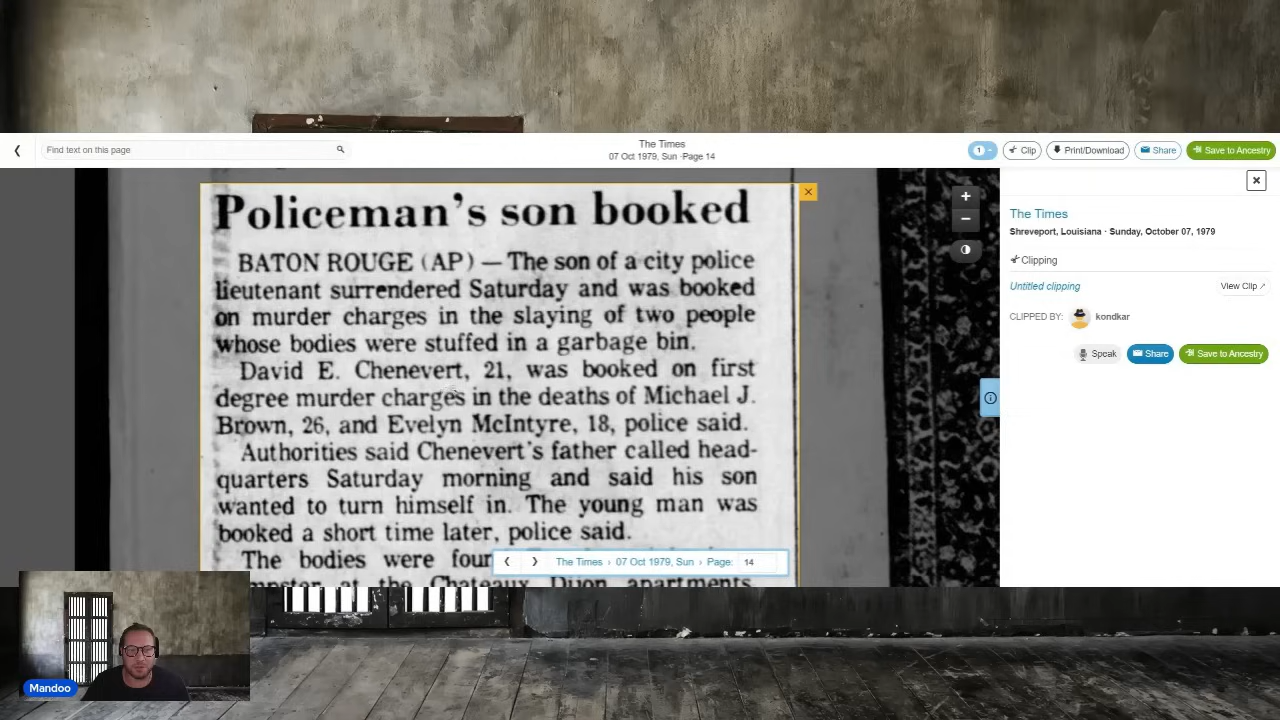 Find text on this page
The Times
07 Oct 1979, Sun · Page 14
1
Clip
Print/Download
Share
Save to Ancestry
Policeman's son booked
BATON ROUGE (AP) — The son of a city police
lieutenant surrendered Saturday and was booked
on murder charges in the slaying of two people
whose bodies were stuffed in a garbage bin.
David E. Chenevert, 21, was booked on first
degree murder charges in the deaths of Michael J.
Brown, 26, and Evelyn McIntyre, 18, police said.
Authorities said Chenevert's father called head-
quarters Saturday morning and said his son
wanted to turn himself in. The young man was
booked a short time later, police said.
The bodies were
at the Chateaux Dijon apartments,
The Times › 07 Oct 1979, Sun › Page: 14
The Times
Shreveport, Louisiana · Sunday, October 07, 1979
Clipping
Untitled clipping
View Clip
CLIPPED BY: kondkar
Speak
Share
Save to Ancestry
Mandoo